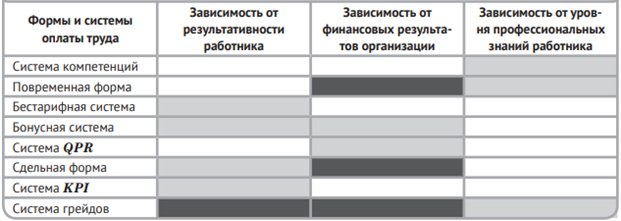 Формы и системы
оплаты труда
Зависимость от
результативности
работника
Зависимость от
финансовых результа-
тов организации
Зависимость от уров-
ня профессиональных
знаний работника
Система компетенций
Повременная форма
Бестарифная система
Бонусная система
Система QPR
Сдельная форма
Система KPI
Система грейдов